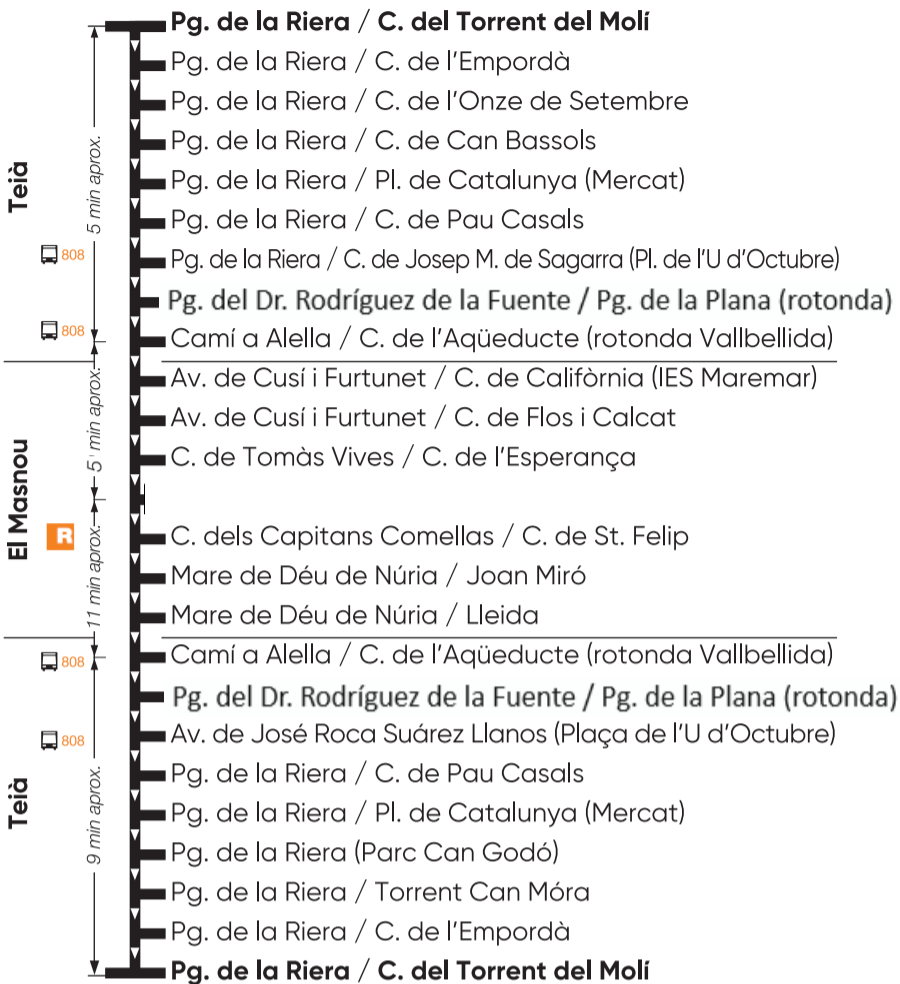 Pg. de la Riera / C. del Torrent del Molí
Pg. de la Riera / C. de l'Empordà
Pg. de la Riera / C. de l'Onze de Setembre
Pg. de la Riera / C. de Can Bassols
Pg. de la Riera / Pl. de Catalunya (Mercat)
Pg. de la Riera / C. de Pau Casals
808 Pg. de la Riera / C. de Josep M. de Sagarra (Pl. de l'U d'Octubre)
Pg. del Dr. Rodríguez de la Fuente / Pg. de la Plana (rotonda)
808 Camí a Alella / C. de l'Aqüeducte (rotonda Vallbellida)
Teià
5 min aprox.
Av. de Cusí i Furtunet / C. de Califòrnia (IES Maremar)
Av. de Cusí i Furtunet / C. de Flos i Calcat
C. de Tomàs Vives / C. de l'Esperança
5' min aprox.
El Masnou
R C. dels Capitans Comellas / C. de St. Felip
Mare de Déu de Núria / Joan Miró
Mare de Déu de Núria / Lleida
11 min aprox.
808 Camí a Alella / C. de l'Aqüeducte (rotonda Vallbellida)
Pg. del Dr. Rodríguez de la Fuente / Pg. de la Plana (rotonda)
808 Av. de José Roca Suárez Llanos (Plaça de l'U d'Octubre)
Pg. de la Riera / C. de Pau Casals
Pg. de la Riera / Pl. de Catalunya (Mercat)
Pg. de la Riera (Parc Can Godó)
Pg. de la Riera / Torrent Can Móra
Pg. de la Riera / C. de l'Empordà
Pg. de la Riera / C. del Torrent del Molí
Teià
9 min aprox.